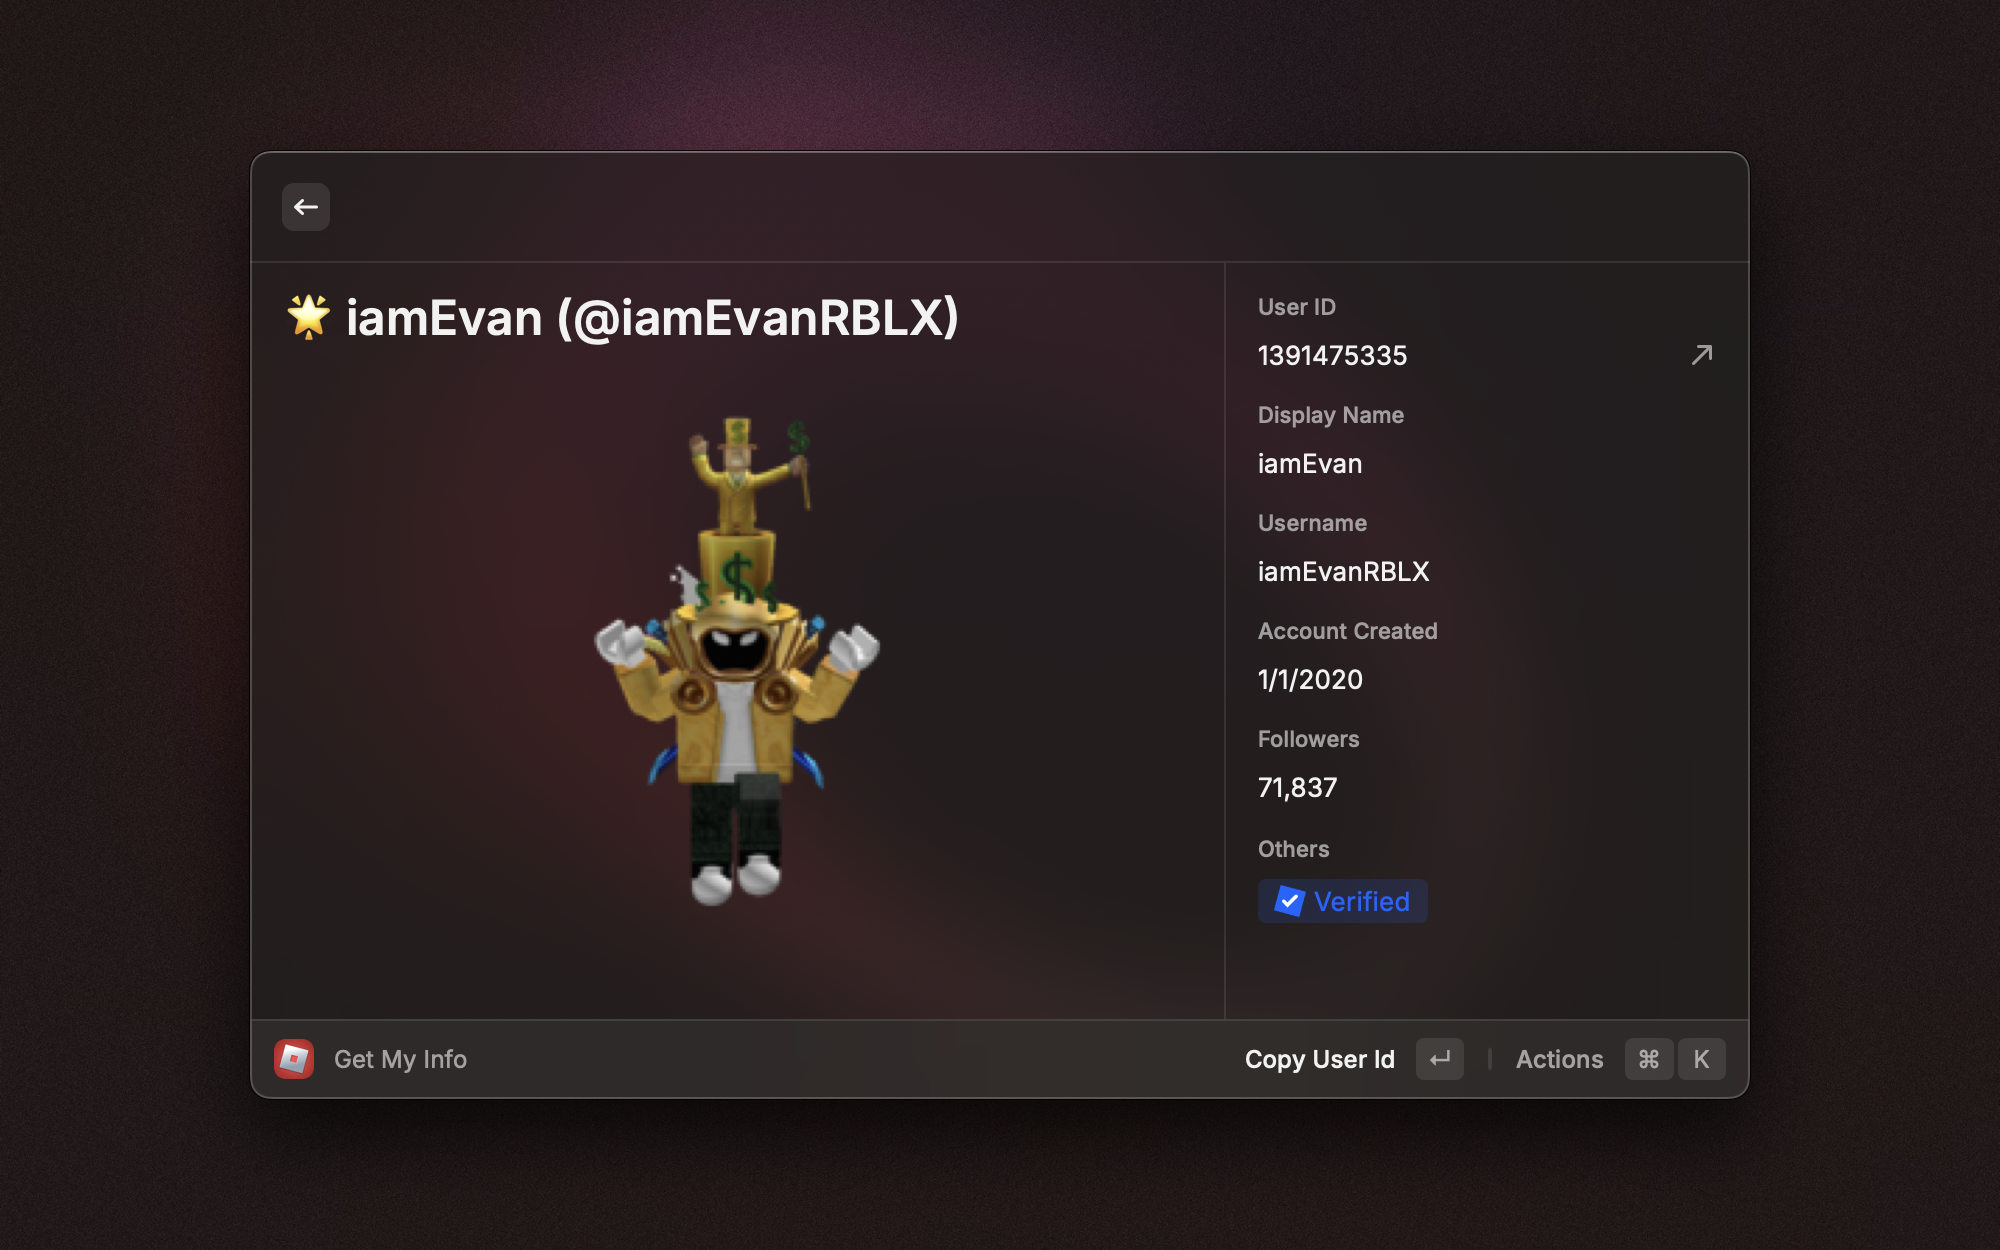 🌟 iamEvan (@iamEvanRBLX)
$
$
$
$ $
User ID
1391475335
Display Name
iamEvan
Username
iamEvanRBLX
Account Created
1/1/2020
Followers
71,837
Others
Verified
Get My Info
Copy User Id ↵ | Actions ⌘ K